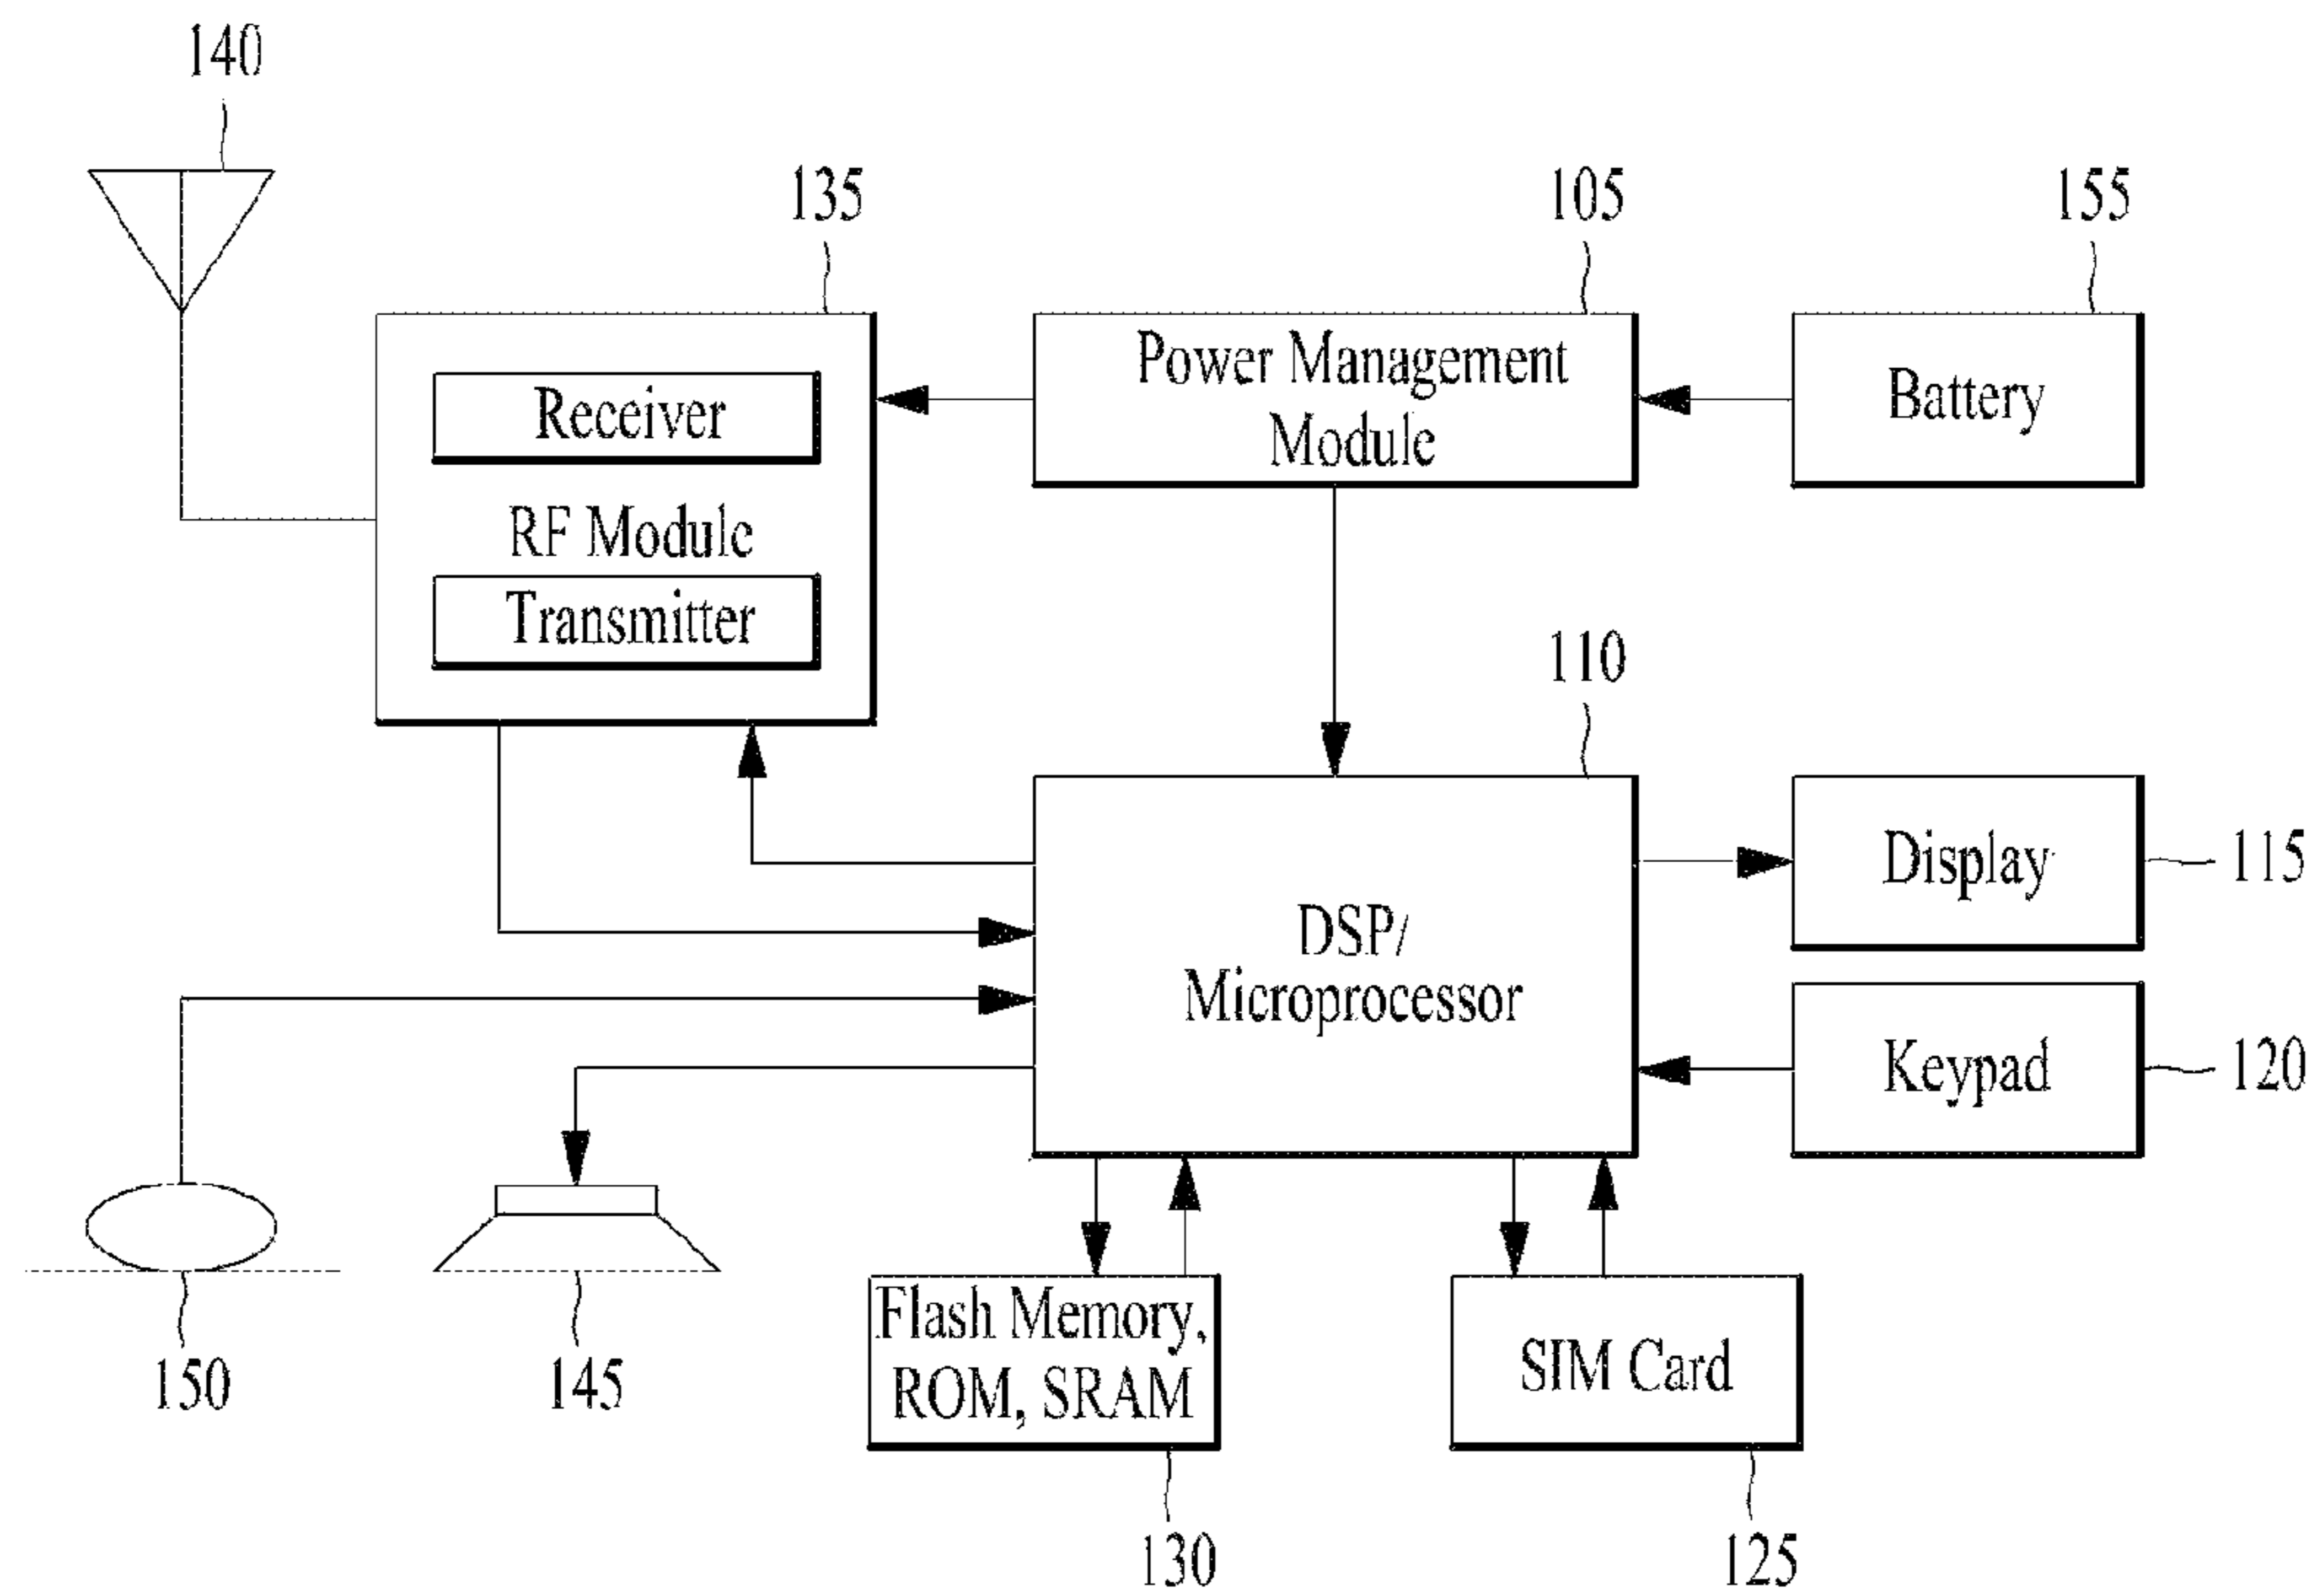 140
135
105
155
Receiver
RF Module
Transmitter
Power Management
Module
Battery
110
DSP/
Microprocessor
Display
115
Keypad
120
150
145
Flash Memory,
ROM, SRAM
SIM Card
130
125